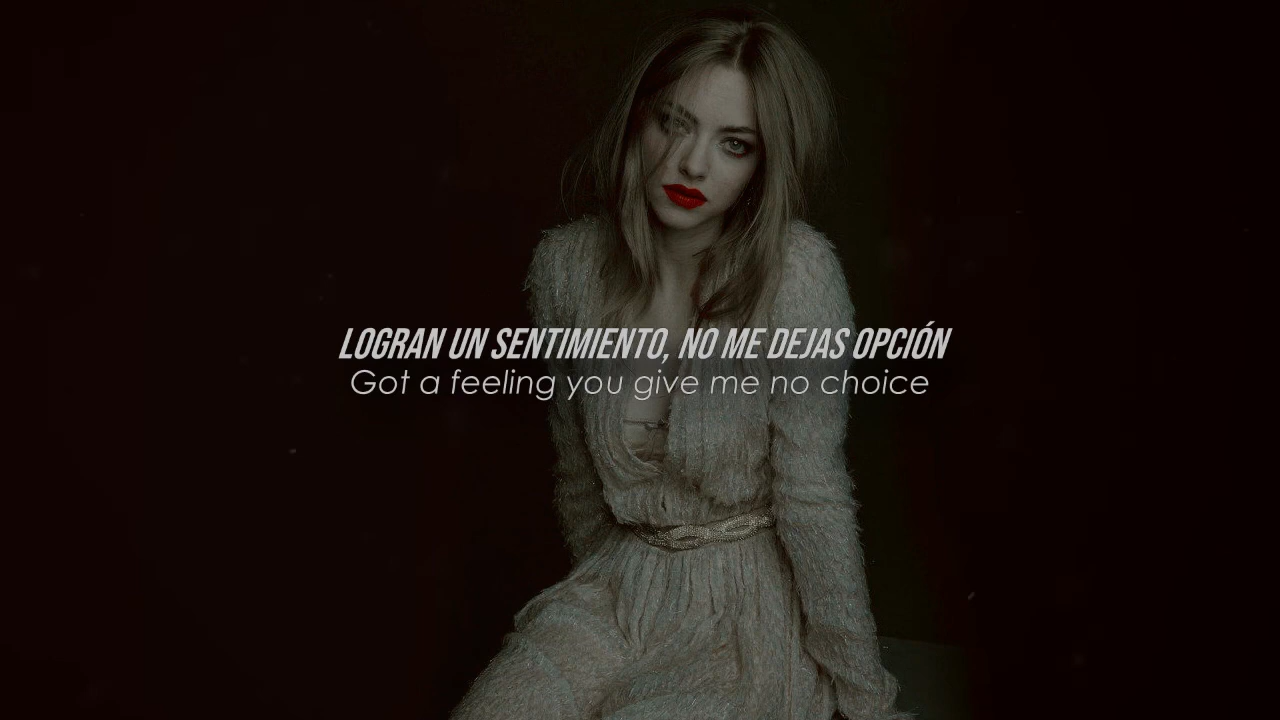 LOGRAN UN SENTIMIENTO, NO ME DEJAS OPCIÓN
Got a feeling you give me no choice